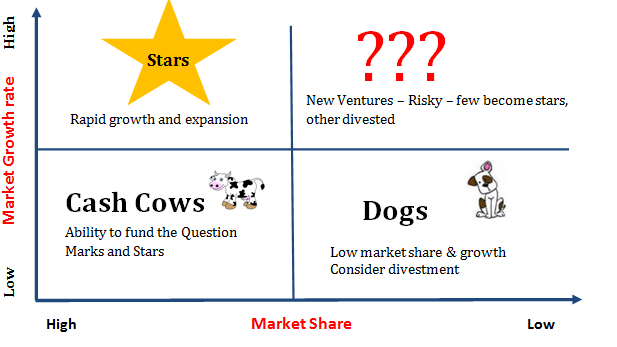 High
Market Growth rate
Low
Stars
Rapid growth and expansion
???
New Ventures – Risky – few become stars,
other divested
Cash Cows
Ability to fund the Question
Marks and Stars
Dogs
Low market share & growth
Consider divestment
High
Market Share
Low